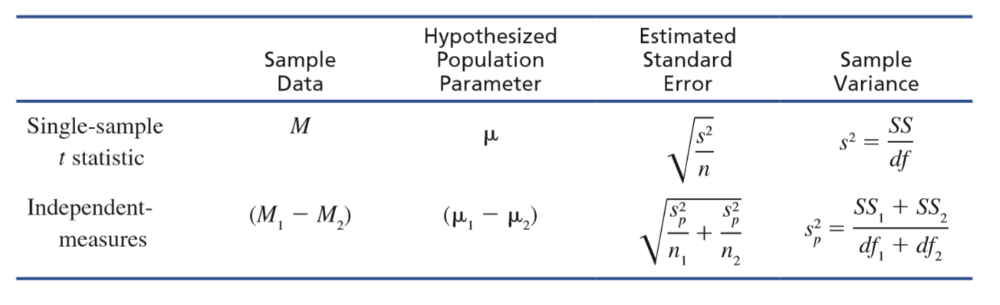 Sample Data
Hypothesized Population Parameter
Estimated Standard Error
Sample Variance
Single-sample t statistic
M
μ
√(s²/n)
s² = SS/df
Independent-measures
(M₁ − M₂)
(μ₁ − μ₂)
√(s²ₚ/n₁ + s²ₚ/n₂)
s²ₚ = (SS₁ + SS₂)/(df₁ + df₂)